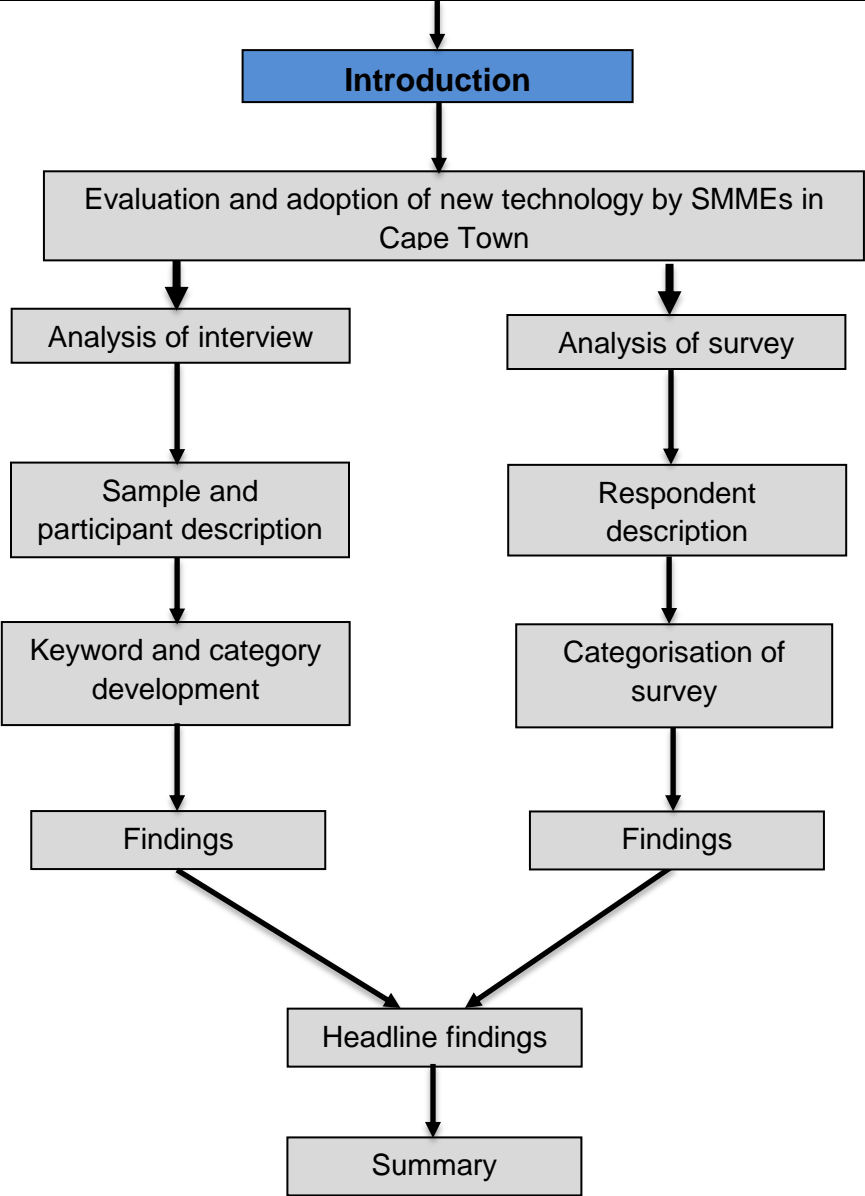 Introduction
Evaluation and adoption of new technology by SMMEs in
Cape Town
Analysis of interview
Analysis of survey
Sample and
participant description
Respondent
description
Keyword and category
development
Categorisation of
survey
Findings
Findings
Headline findings
Summary